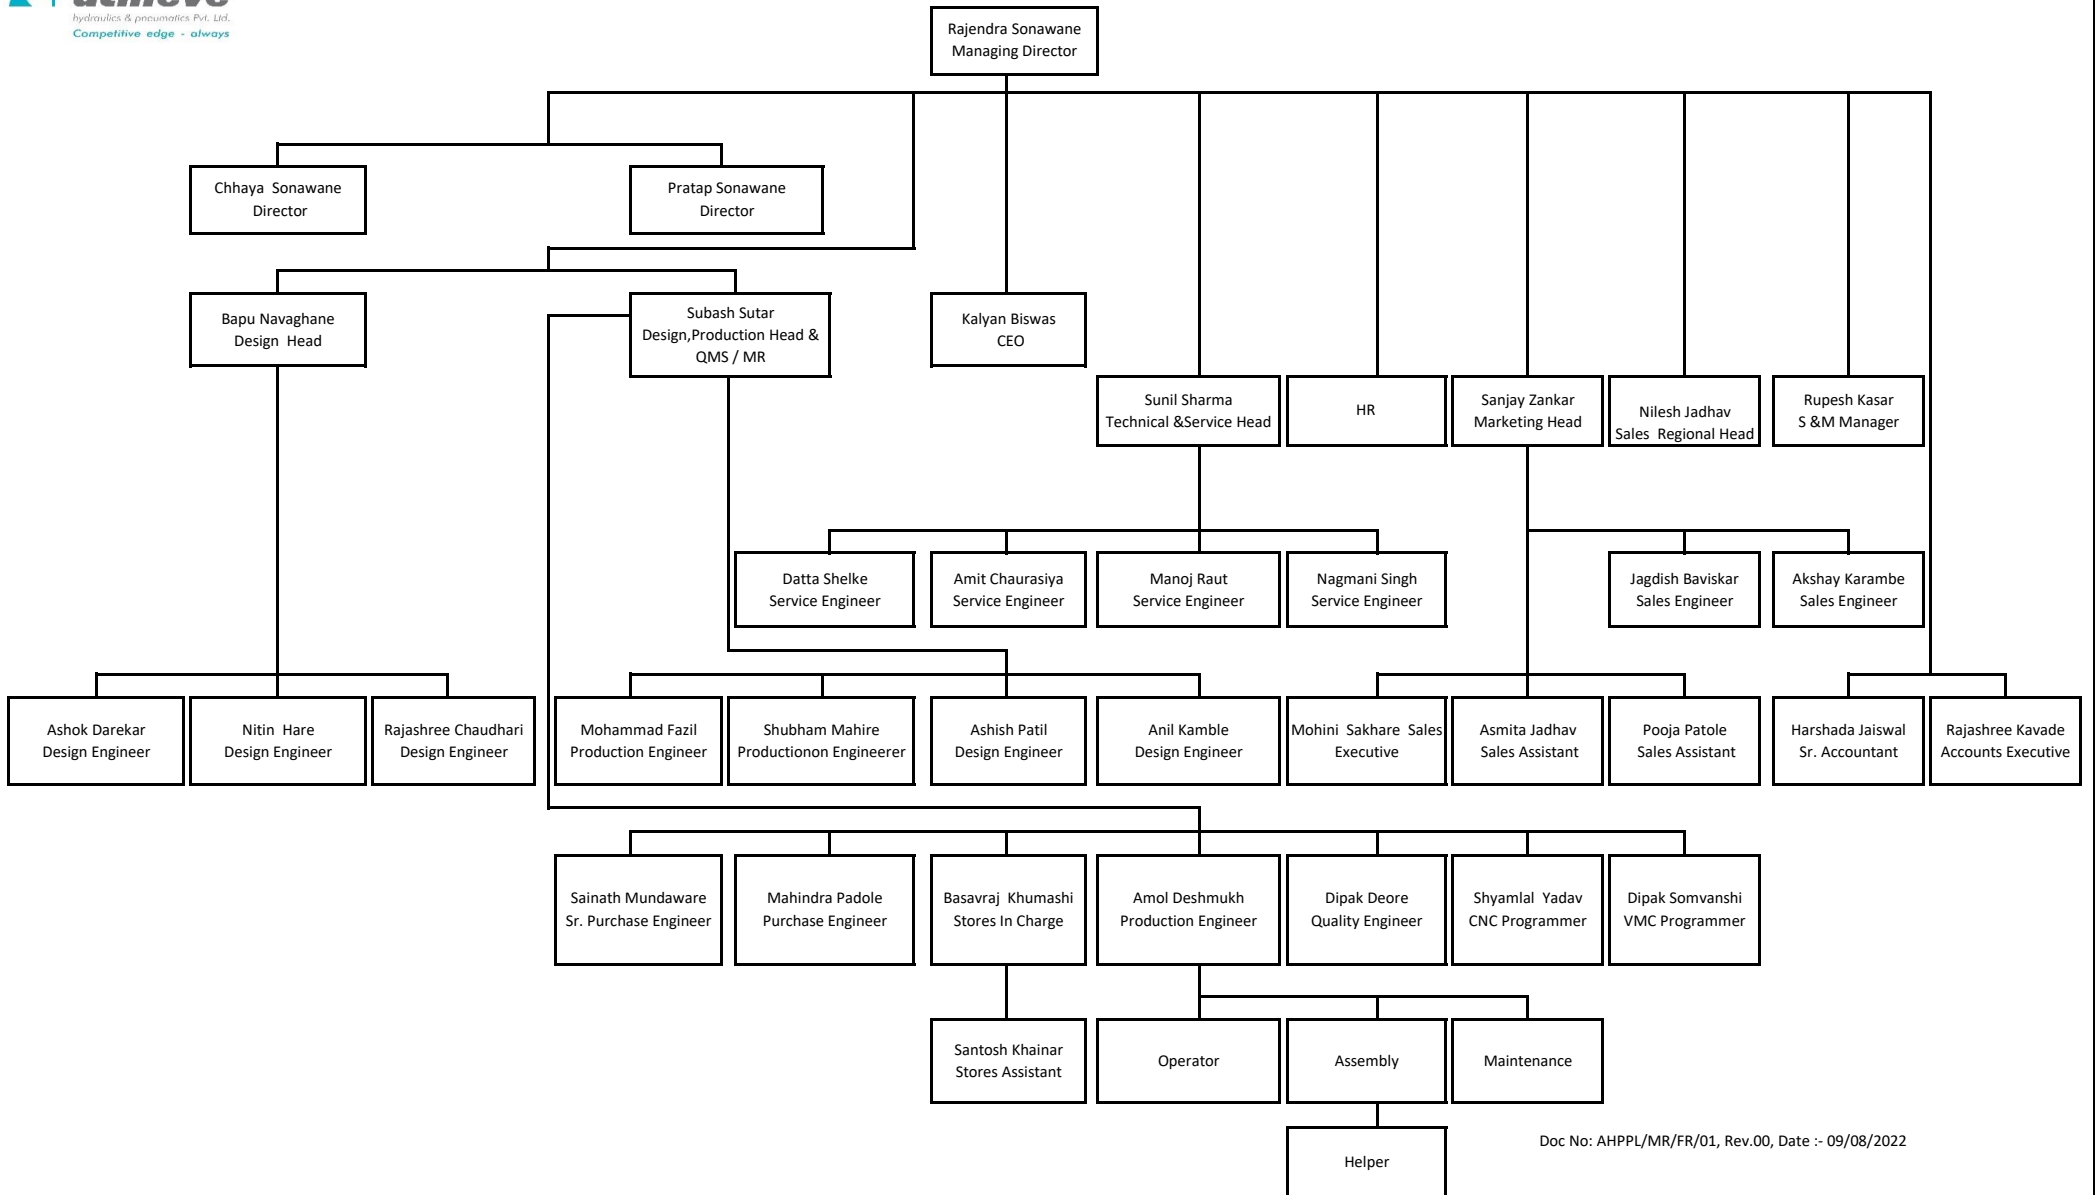 achieve
hydraulics & pneumatics Pvt. Ltd.
Competitive edge - always
Rajendra Sonawane
Managing Director
Chhaya Sonawane
Director
Pratap Sonawane
Director
Bapu Navaghane
Design Head
Subash Sutar
Design,Production Head &
QMS / MR
Kalyan Biswas
CEO
Sunil Sharma
Technical &Service Head
HR
Sanjay Zankar
Marketing Head
Nilesh Jadhav
Sales Regional Head
Rupesh Kasar
S &M Manager
Datta Shelke
Service Engineer
Amit Chaurasiya
Service Engineer
Manoj Raut
Service Engineer
Nagmani Singh
Service Engineer
Jagdish Baviskar
Sales Engineer
Akshay Karambe
Sales Engineer
Ashok Darekar
Design Engineer
Nitin Hare
Design Engineer
Rajashree Chaudhari
Design Engineer
Mohammad Fazil
Production Engineer
Shubham Mahire
Productionon Engineerer
Ashish Patil
Design Engineer
Anil Kamble
Design Engineer
Mohini Sakhare Sales
Executive
Asmita Jadhav
Sales Assistant
Pooja Patole
Sales Assistant
Harshada Jaiswal
Sr. Accountant
Rajashree Kavade
Accounts Executive
Sainath Mundaware
Sr. Purchase Engineer
Mahindra Padole
Purchase Engineer
Basavraj Khumashi
Stores In Charge
Amol Deshmukh
Production Engineer
Dipak Deore
Quality Engineer
Shyamlal Yadav
CNC Programmer
Dipak Somvanshi
VMC Programmer
Santosh Khainar
Stores Assistant
Operator
Assembly
Maintenance
Helper
Doc No: AHPPL/MR/FR/01, Rev.00, Date :- 09/08/2022